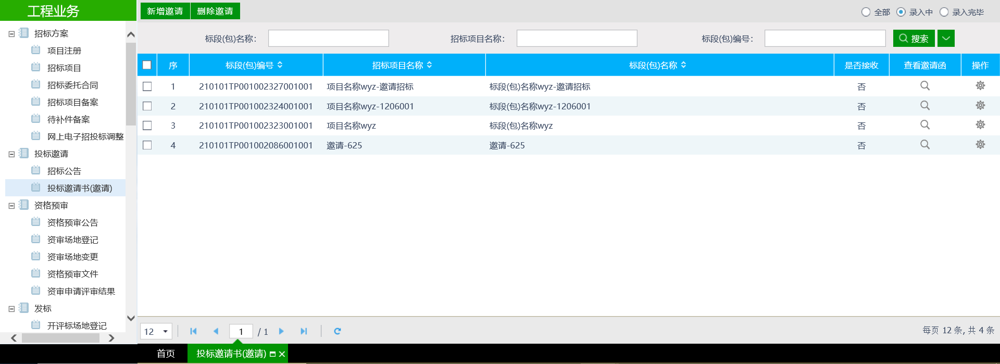 工程业务
招标方案
项目注册
招标项目
招标委托合同
招标项目备案
待补件备案
网上电子招投标调整
投标邀请
招标公告
投标邀请书(邀请)
资格预审
资格预审公告
资审场地登记
资审场地变更
资格预审文件
资审申请评审结果
发标
开评标场地登记
新增邀请 删除邀请 全部 录入中 录入完毕
标段(包)名称: 招标项目名称: 标段(包)编号: 搜索
序 标段(包)编号 招标项目名称 标段(包)名称 是否接收 查看邀请函 操作
1 210101TP001002327001001 项目名称wyz-邀请招标 标段(包)名称wyz-邀请招标 否
2 210101TP001002324001001 项目名称wyz-1206001 标段(包)名称wyz-1206001 否
3 210101TP001002323001001 项目名称wyz 标段(包)名称wyz 否
4 210101TP001002086001001 邀请-625 邀请-625 否
12 1 / 1 每页 12 条, 共 4 条
首页 投标邀请书(邀请)